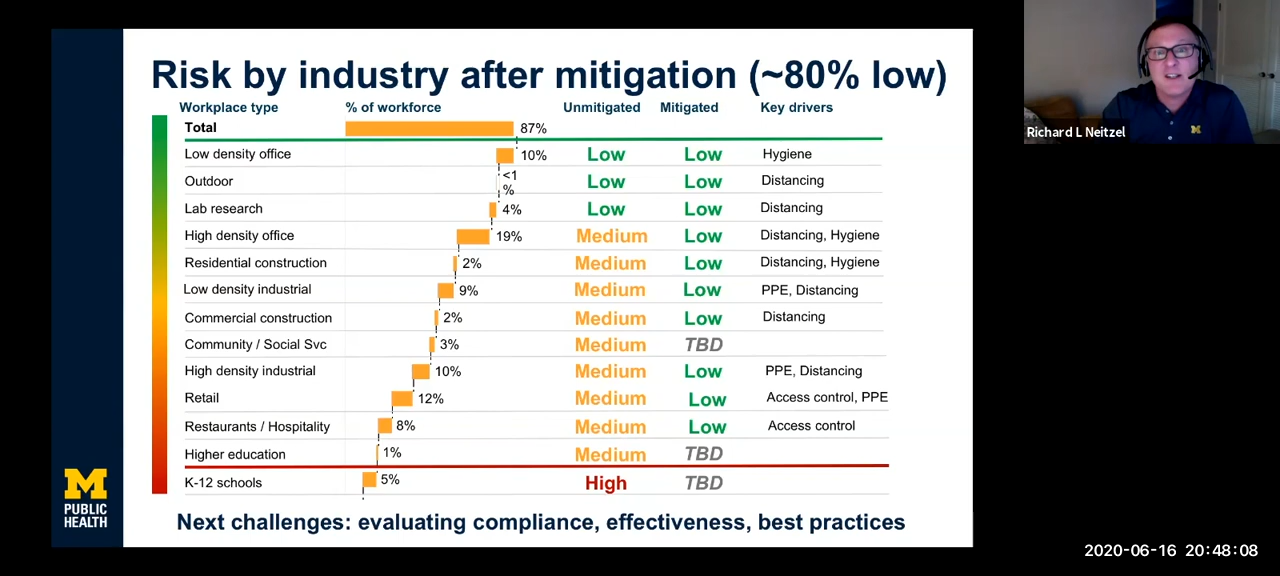 Risk by industry after mitigation (~80% low)
Workplace type % of workforce Unmitigated Mitigated Key drivers
Total 87%
Low density office 10% Low Low Hygiene
Outdoor <1 % Low Low Distancing
Lab research 4% Low Low Distancing
High density office 19% Medium Low Distancing, Hygiene
Residential construction 2% Medium Low Distancing, Hygiene
Low density industrial 9% Medium Low PPE, Distancing
Commercial construction 2% Medium Low Distancing
Community / Social Svc 3% Medium TBD
High density industrial 10% Medium Low PPE, Distancing
Retail 12% Medium Low Access control, PPE
Restaurants / Hospitality 8% Medium Low Access control
Higher education 1% Medium TBD
K-12 schools 5% High TBD
Next challenges: evaluating compliance, effectiveness, best practices
M
PUBLIC
HEALTH
Richard L Neitzel
M
2020-06-16 20:48:08